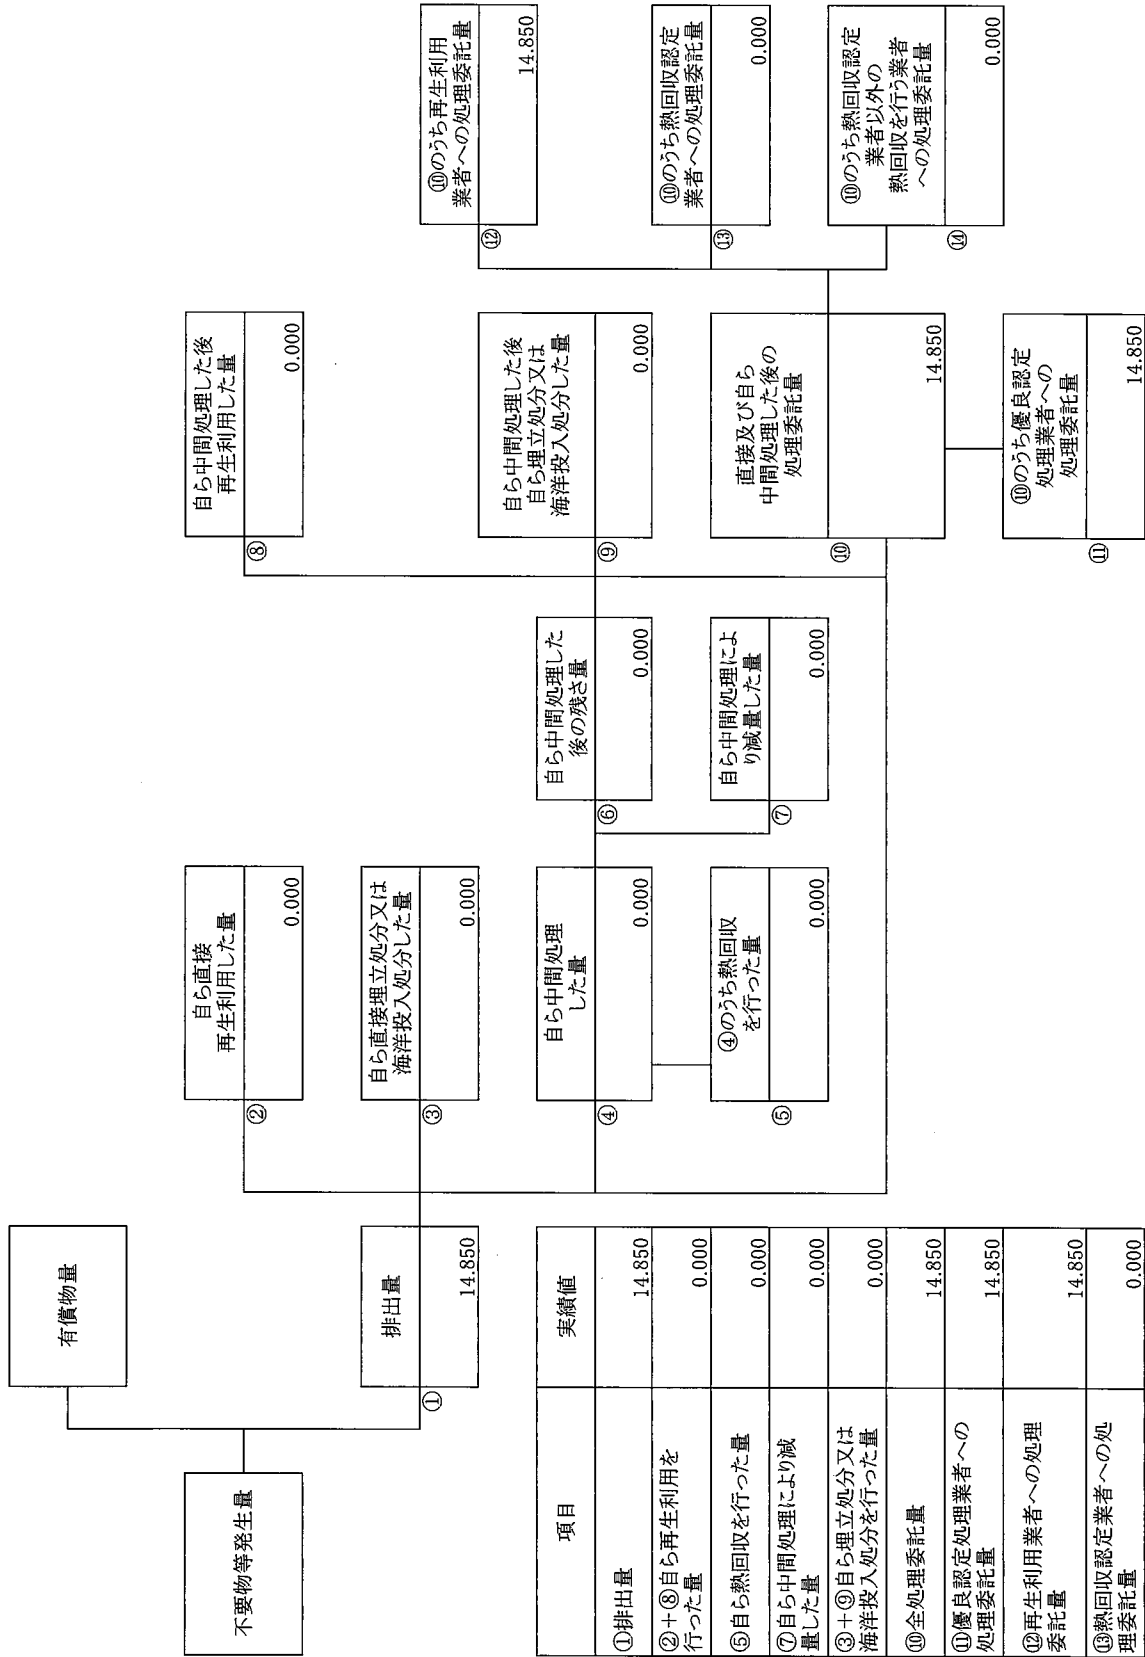 有償物量
不要物等発生量
排出量
①
14.850
自ら直接
再生利用した量
②
0.000
自ら直接埋立処分又は
海洋投入処分した量
③
0.000
自ら中間処理
した量
④
0.000
④のうち熱回収
を行った量
⑤
0.000
自ら中間処理した
後の残さ量
⑥
0.000
自ら中間処理によ
り減量した量
⑦
0.000
自ら中間処理した後
再生利用した量
⑧
0.000
自ら中間処理した後
自ら埋立処分又は
海洋投入処分した量
⑨
0.000
直接及び自ら
中間処理した後の
処理委託量
⑩
14.850
⑩のうち優良認定
処理業者への
処理委託量
⑪
14.850
⑩のうち再生利用
業者への処理委託量
⑫
14.850
⑩のうち熱回収認定
業者への処理委託量
⑬
0.000
⑩のうち熱回収認定
業者以外の
熱回収を行う業者
への処理委託量
⑭
0.000
項目 実績値
①排出量 14.850
②+⑧自ら再生利用を
行った量 0.000
⑤自ら熱回収を行った量 0.000
⑦自ら中間処理により減
量した量 0.000
③+⑨自ら埋立処分又は
海洋投入処分を行った量 0.000
⑩全処理委託量 14.850
⑪優良認定処理業者への
処理委託量 14.850
⑫再生利用業者への処理
委託量 14.850
⑬熱回収認定業者への処
理委託量 0.000